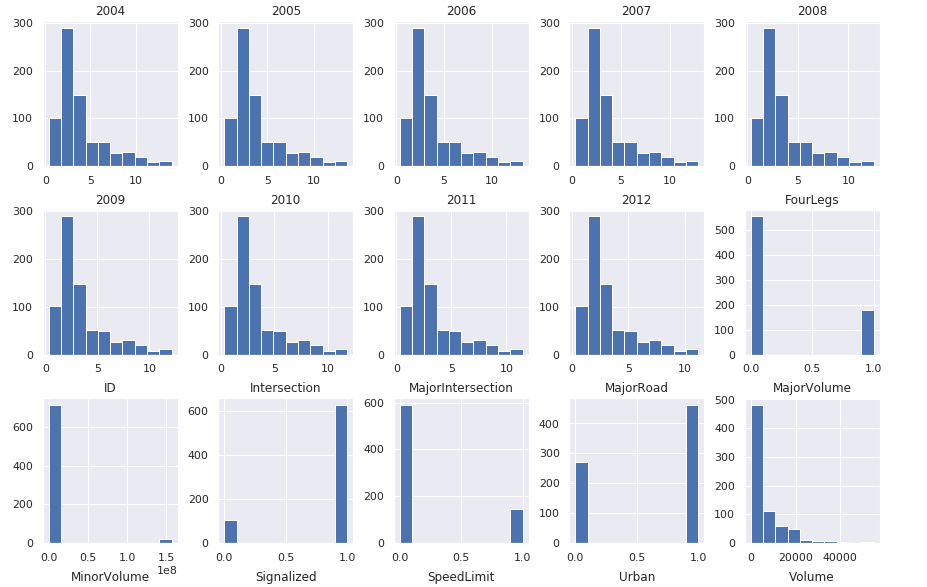 2004 2005 2006 2007 2008
300 300 300 300 300
200 200 200 200 200
100 100 100 100 100
0 0 0 0 0
0 5 10 0 5 10 0 5 10 0 5 10 0 5 10
2009 2010 2011 2012 FourLegs
300 300 300 300 500
200 200 200 200 400
100 100 100 100 300
0 0 0 0 200
100
0
0 5 10 0 5 10 0 5 10 0 5 10 0.0 0.5 1.0
ID Intersection MajorIntersection MajorRoad MajorVolume
600 600 600 400 500
400 400 400 300 400
200 200 200 200 300
0 0 0 100 200
0 100
0
0.0 0.5 1.0 1.5 0.0 0.5 1.0 0.0 0.5 1.0 0.0 0.5 1.0 0 20000 40000
1e8
MinorVolume Signalized SpeedLimit Urban Volume